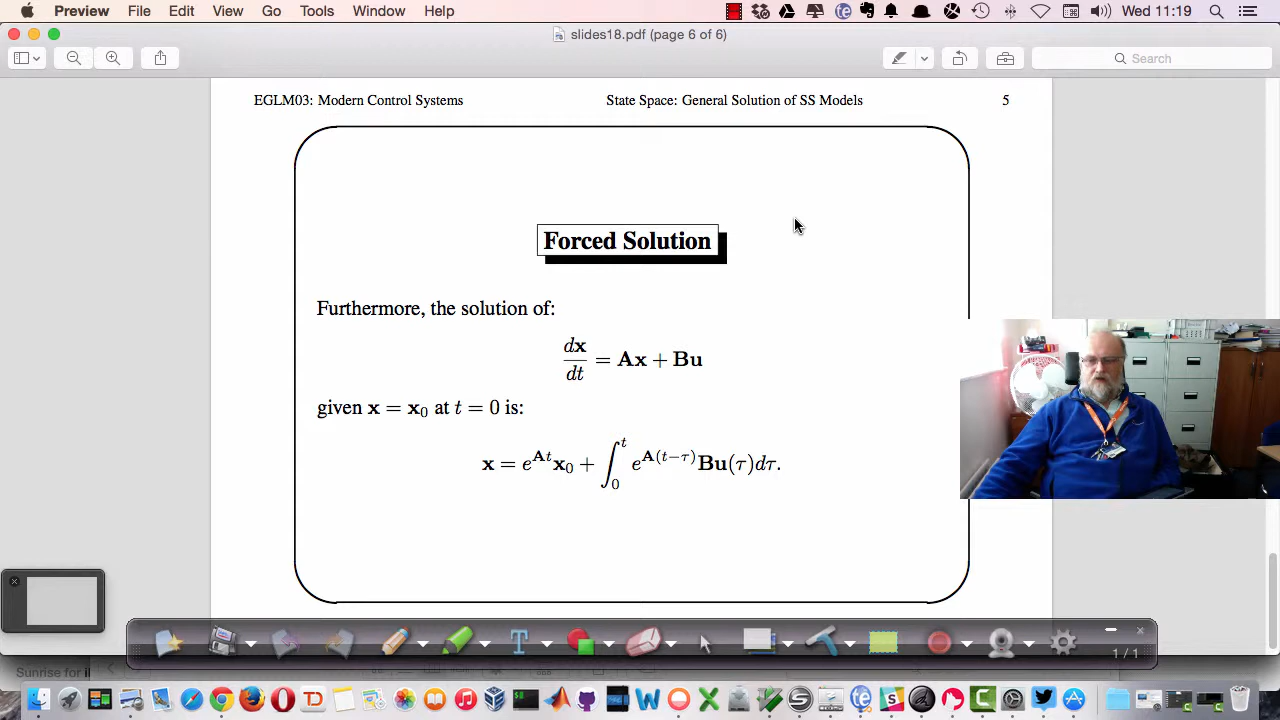 Preview File Edit View Go Tools Window Help Wed 11:19
slides18.pdf (page 6 of 6)
Search
EGLM03: Modern Control Systems State Space: General Solution of SS Models 5
Forced Solution
Furthermore, the solution of:
dx/dt = Ax + Bu
given x = x₀ at t = 0 is:
x = e^{At}x₀ + ∫₀ᵗ e^{A(t−τ)}Bu(τ)dτ.
T
1 / 1
Sunrise for i